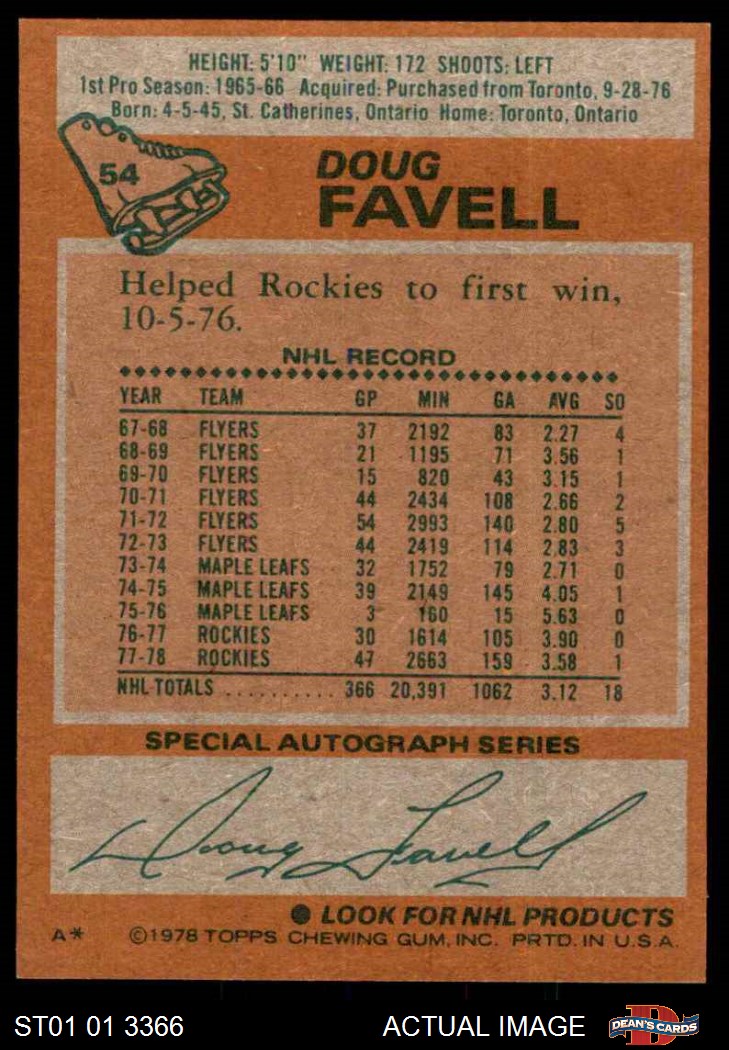 HEIGHT: 5'10" WEIGHT: 172 SHOOTS: LEFT
1st Pro Season: 1965-66 Acquired: Purchased from Toronto, 9-28-76
Born: 4-5-45, St. Catherines, Ontario Home: Toronto, Ontario
54
DOUG
FAVELL
Helped Rockies to first win,
10-5-76.
NHL RECORD
YEAR TEAM GP MIN GA AVG SO
67-68 FLYERS 37 2192 83 2.27 4
68-69 FLYERS 21 1195 71 3.56 1
69-70 FLYERS 15 820 43 3.15 1
70-71 FLYERS 44 2434 108 2.66 2
71-72 FLYERS 54 2993 140 2.80 5
72-73 FLYERS 44 2419 114 2.83 3
73-74 MAPLE LEAFS 32 1752 79 2.71 0
74-75 MAPLE LEAFS 39 2149 145 4.05 1
75-76 MAPLE LEAFS 3 160 15 5.63 0
76-77 ROCKIES 30 1614 105 3.90 0
77-78 ROCKIES 47 2663 159 3.58 1
NHL TOTALS .......... 366 20,391 1062 3.12 18
SPECIAL AUTOGRAPH SERIES
Doug Favell
● LOOK FOR NHL PRODUCTS
A* ©1978 TOPPS CHEWING GUM, INC. PRTD. IN U.S.A.
ST01 01 3366 ACTUAL IMAGE DEAN'S CARDS